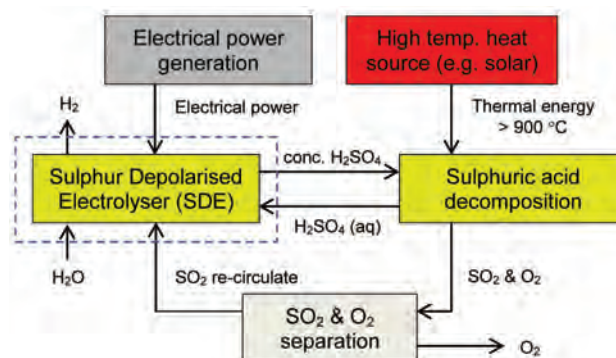 Electrical power
generation
High temp. heat
source (e.g. solar)
H₂
Electrical power
Thermal energy
> 900 °C
conc. H₂SO₄
Sulphur Depolarised
Electrolyser (SDE)
Sulphuric acid
decomposition
H₂SO₄ (aq)
H₂O
SO₂ re-circulate
SO₂ & O₂
SO₂ & O₂
separation
O₂